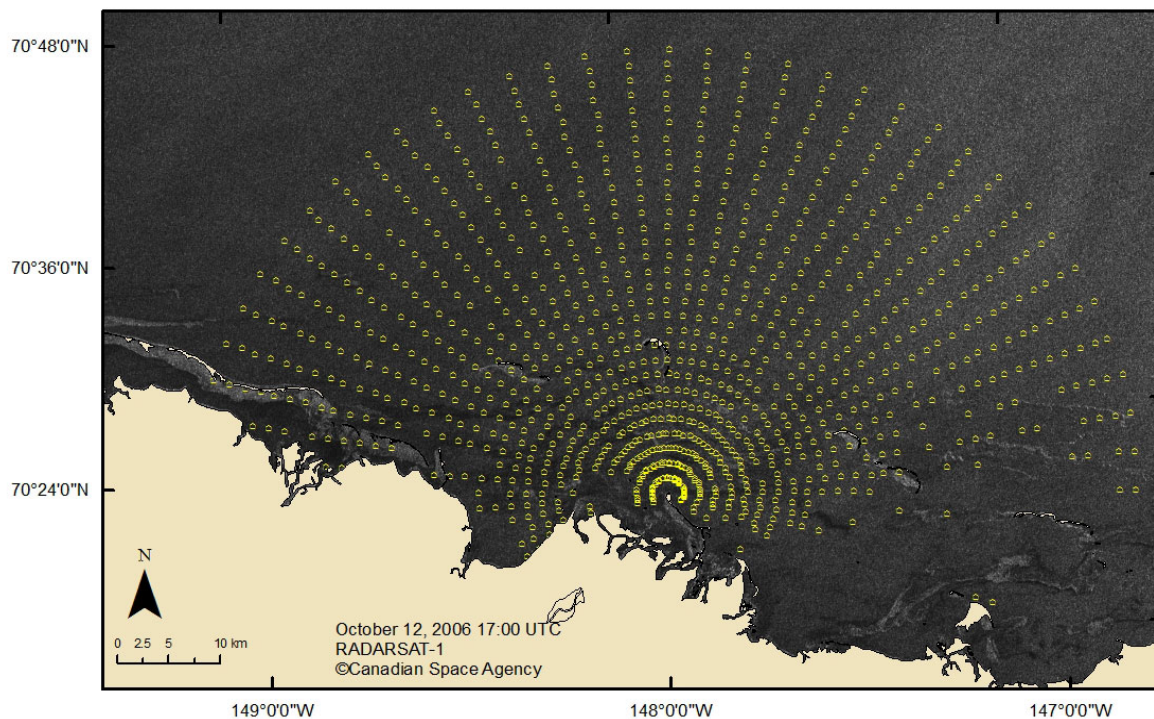 70°48'0"N
70°36'0"N
70°24'0"N
N
0 2.5 5 10 km
October 12, 2006 17:00 UTC
RADARSAT-1
©Canadian Space Agency
149°0'0"W 148°0'0"W 147°0'0"W